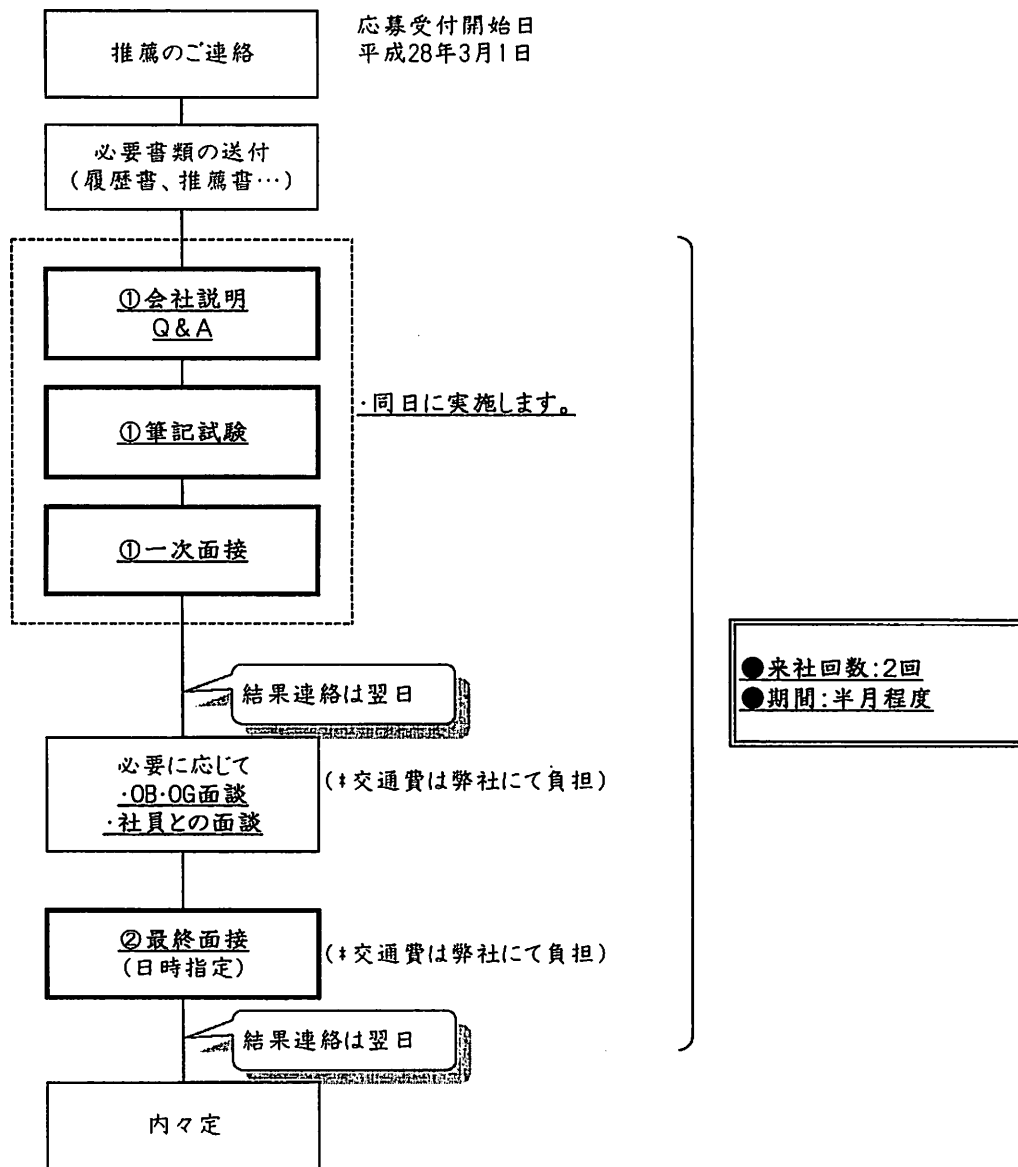 推薦のご連絡
応募受付開始日
平成28年3月1日
必要書類の送付
(履歴書、推薦書…)
①会社説明
Q&A
・同日に実施します。
①筆記試験
①一次面接
●来社回数:2回
●期間:半月程度
結果連絡は翌日
必要に応じて
・OB・OG面談
・社員との面談
(*交通費は弊社にて負担)
②最終面接
(日時指定)
(*交通費は弊社にて負担)
結果連絡は翌日
内々定